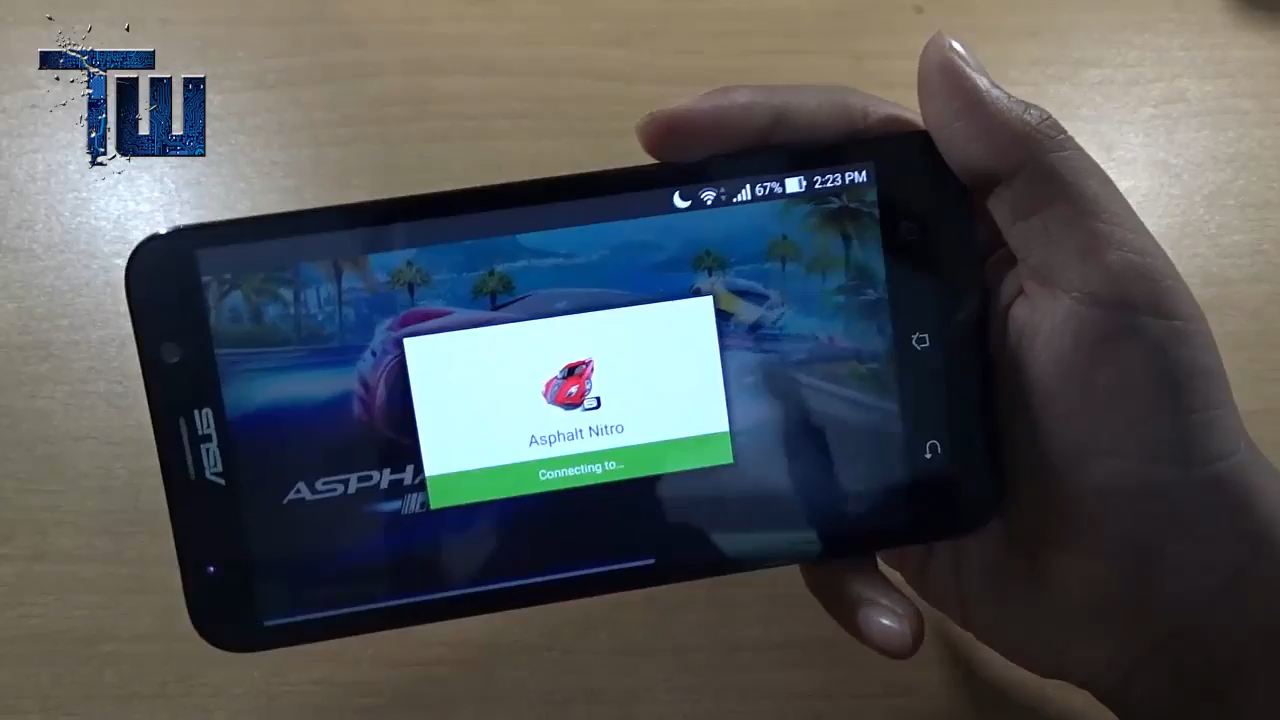 TW
67% 2:23 PM
ASUS
Asphalt Nitro
Connecting to...
ASPHA